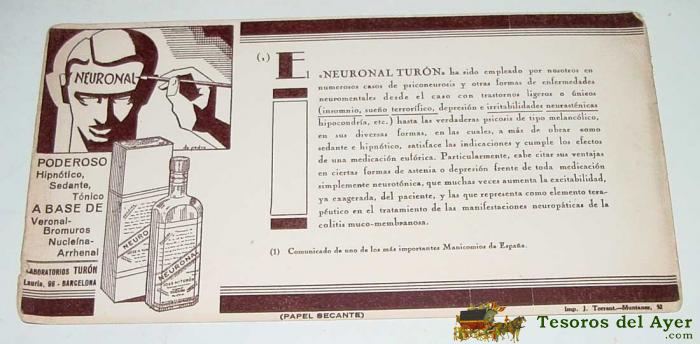 NEURONAL
PODEROSO
Hipnótico,
Sedante,
Tónico
A BASE DE
Veronal-
Bromuros
Nucleína-
Arrhenal
LABORATORIOS TURÓN
Lauria, 98 - BARCELONA
NEURONAL
NEURONAL
(1) El «NEURONAL TURÓN» ha sido empleado por nosotros en
numerosos casos de psiconeurosis y otras formas de enfermedades
neuromentales desde el caso con trastornos ligeros o únicos
(insomnio, sueño terrorífico, depresión e irritabilidades neurasténicas
hipocondría, etc.) hasta las verdaderas psicosis de tipo melancólico,
en sus diversas formas, en las cuales, a más de obrar como
sedante e hipnótico, satisface las indicaciones y cumple los efectos
de una medicación eufórica. Particularmente, cabe citar sus ventajas
en ciertas formas de astenia o depresión frente de toda medicación
simplemente neurotónica, que muchas veces aumenta la excitabilidad,
ya exagerada, del paciente, y las que representa como elemento tera-
péutico en el tratamiento de las manifestaciones neuropáticas de la
colitis muco-membranosa.
(1) Comunicado de uno de los más importantes Manicomios de España.
(PAPEL SECANTE)
Imp. J. Torrent.-Muntaner, 52
Tesoros del Ayer
.com